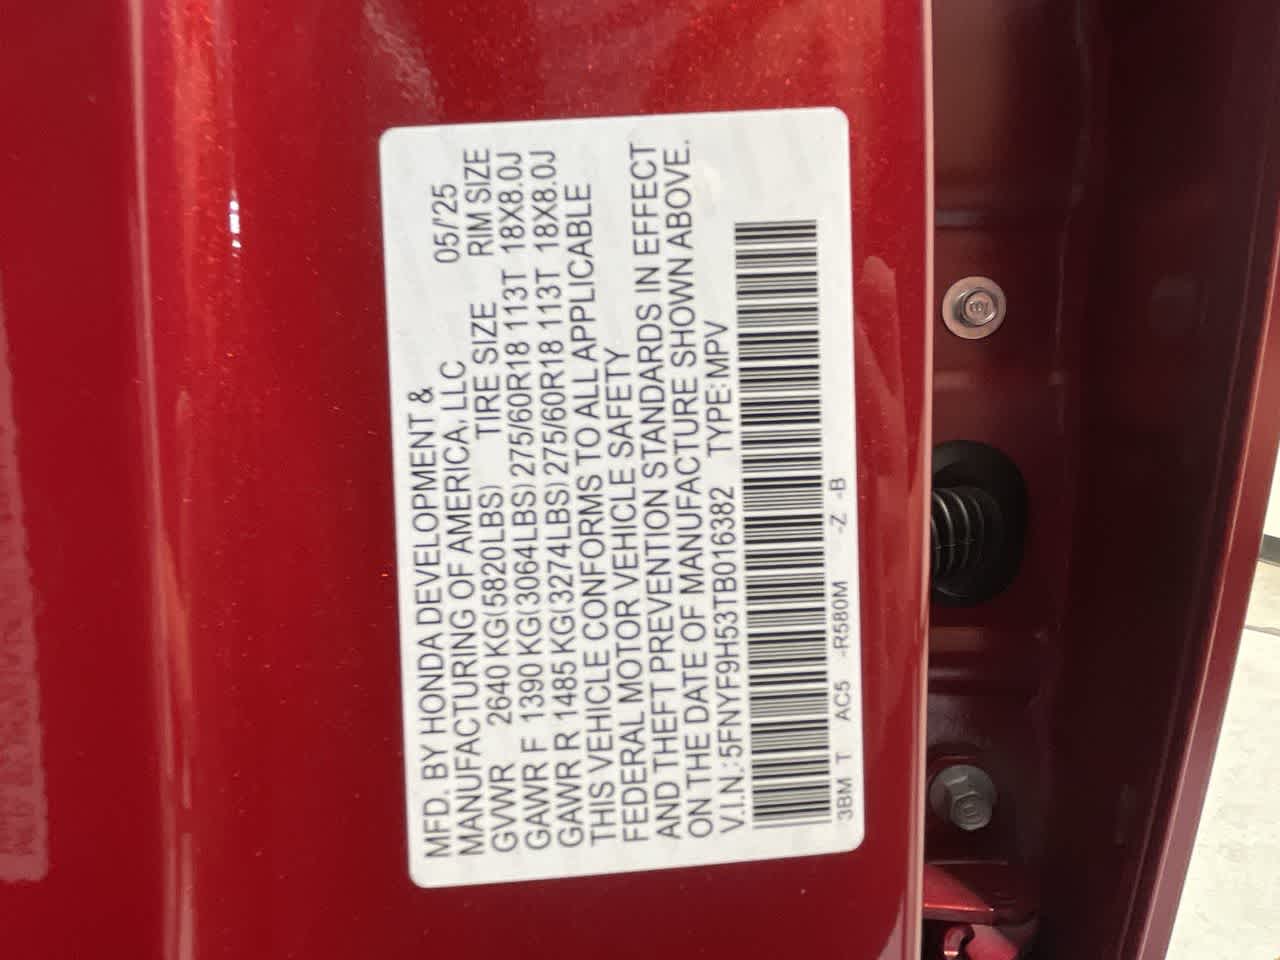 MFD. BY HONDA DEVELOPMENT &
MANUFACTURING OF AMERICA, LLC 05/'25
GVWR 2640 KG(5820LBS) TIRE SIZE RIM SIZE
GAWR F 1390 KG(3064LBS) 275/60R18 113T 18X8.0J
GAWR R 1485 KG(3274LBS) 275/60R18 113T 18X8.0J
THIS VEHICLE CONFORMS TO ALL APPLICABLE
FEDERAL MOTOR VEHICLE SAFETY
AND THEFT PREVENTION STANDARDS IN EFFECT
ON THE DATE OF MANUFACTURE SHOWN ABOVE.
V.I.N.: 5FNYF9H53TB016382 TYPE: MPV
3BM T AC5 -R580M -Z -B